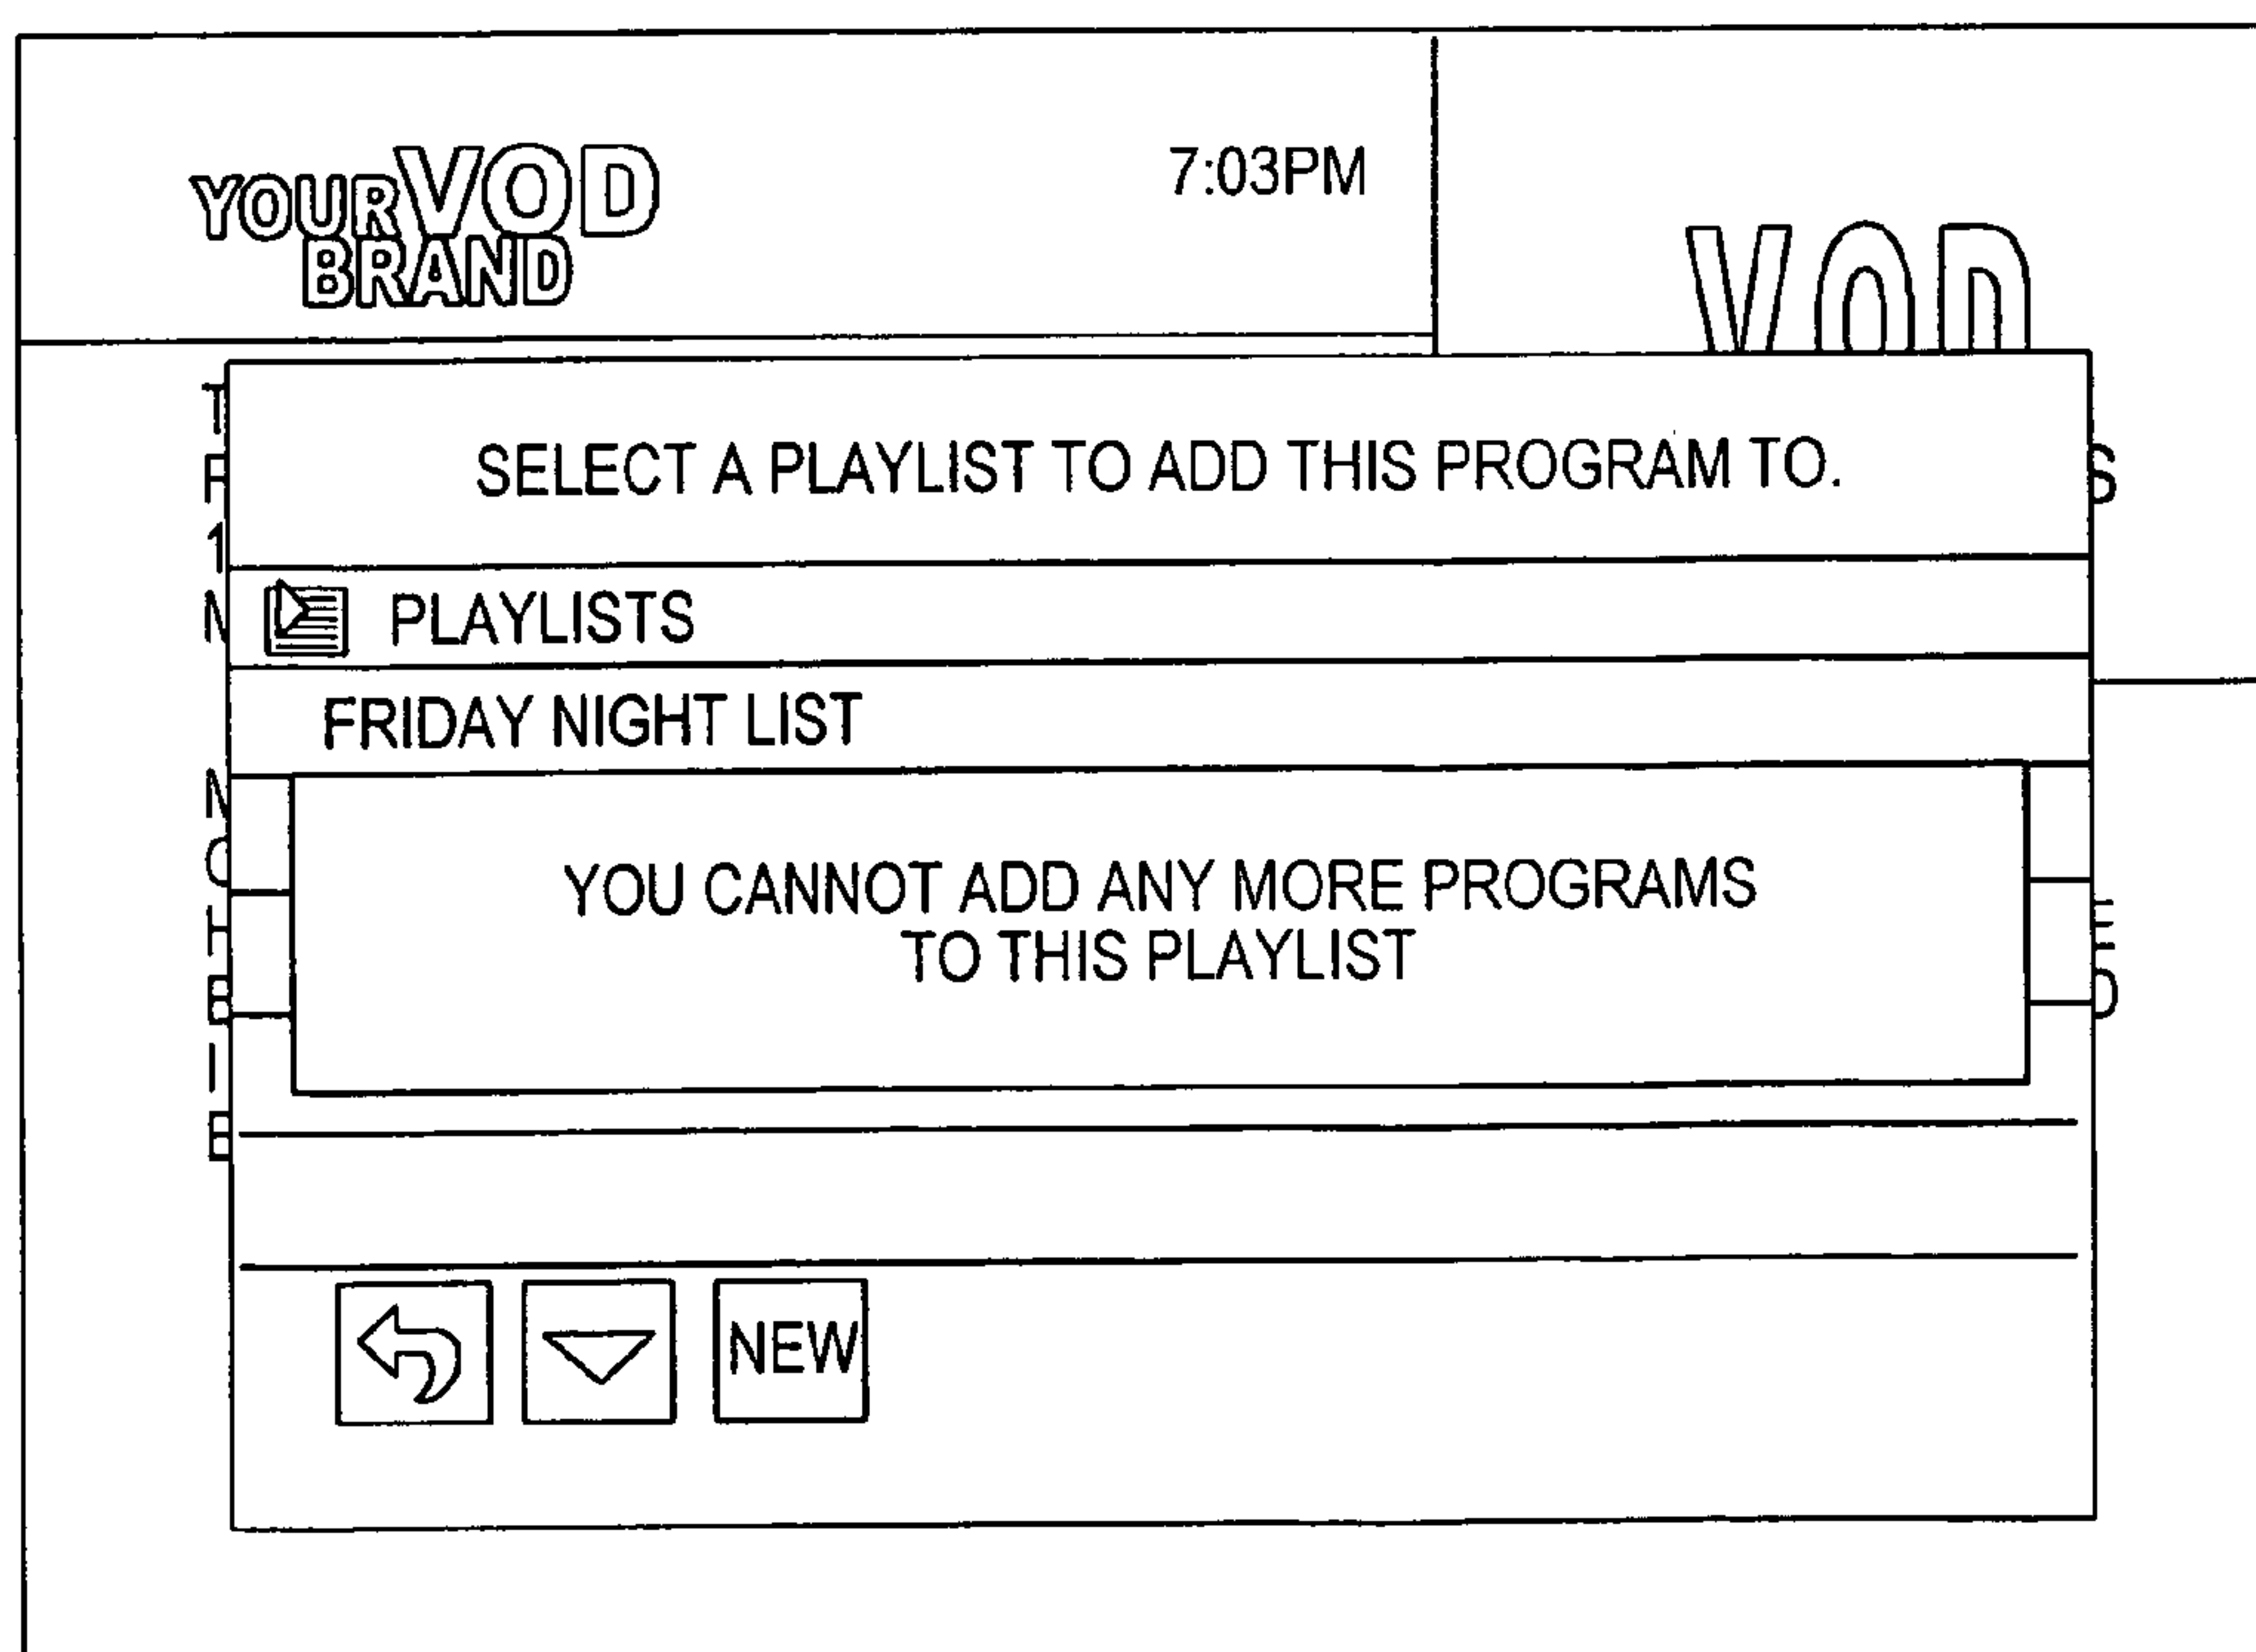 YOUR VOD
BRAND
7:03PM
VOD
SELECT A PLAYLIST TO ADD THIS PROGRAM TO.
PLAYLISTS
FRIDAY NIGHT LIST
YOU CANNOT ADD ANY MORE PROGRAMS
TO THIS PLAYLIST
NEW